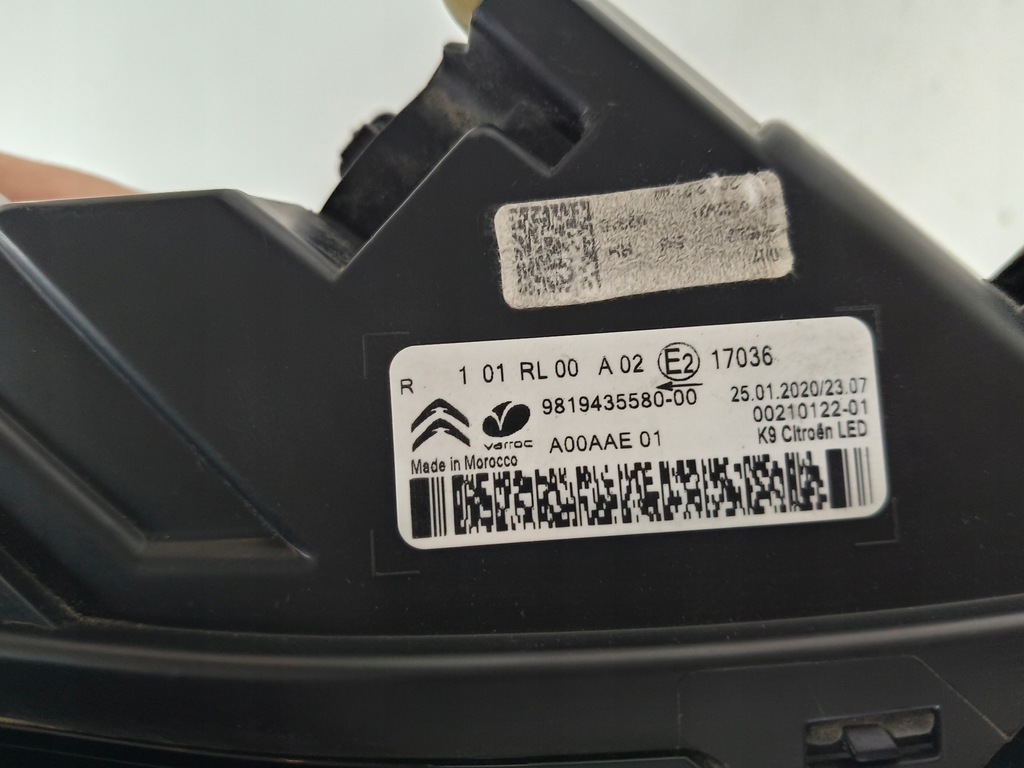 R 1 01 RL 00 A 02 E2 17036
9819435580-00
25.01.2020/23.07
00210122-01
varroc
A00AAE 01
K9 Citroën LED
Made in Morocco